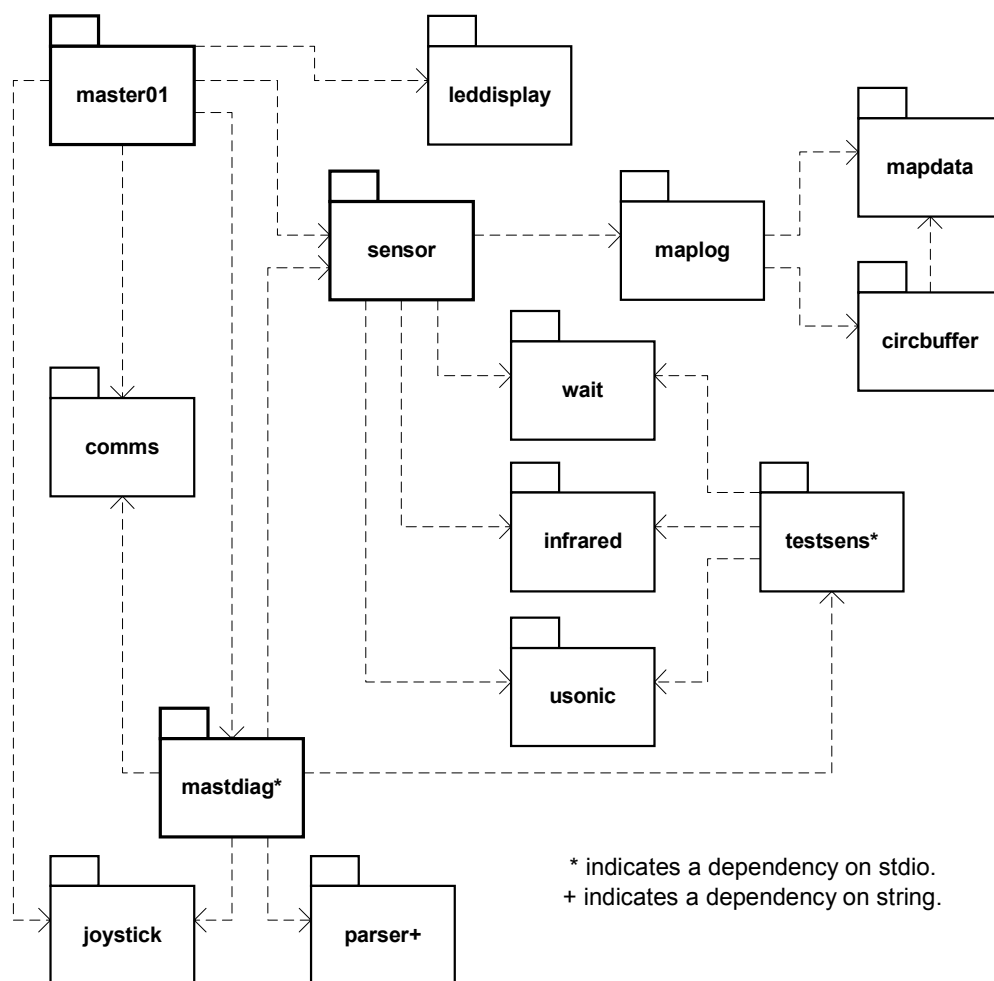 master01
leddisplay
mapdata
sensor
maplog
circbuffer
wait
comms
infrared
testsens*
usonic
mastdiag*
* indicates a dependency on stdio.
+ indicates a dependency on string.
joystick
parser+